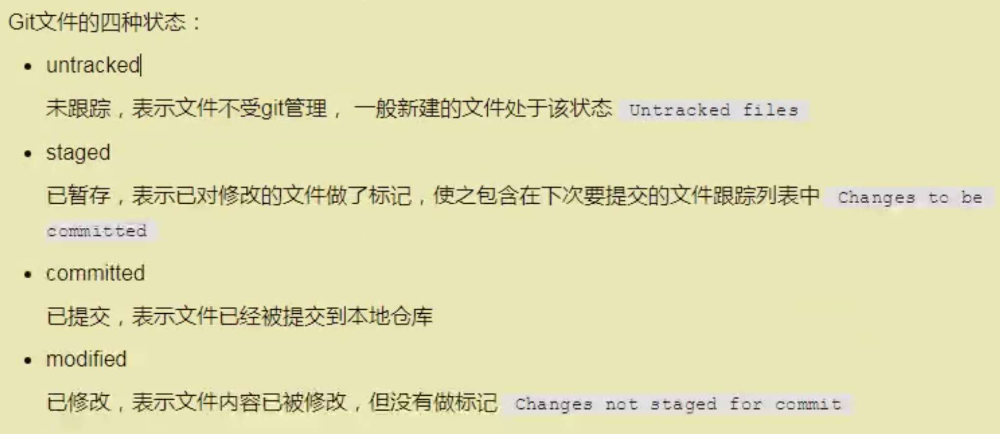 Git文件的四种状态：
• untracked
未跟踪，表示文件不受git管理， 一般新建的文件处于该状态 Untracked files
• staged
已暂存，表示已对修改的文件做了标记，使之包含在下次要提交的文件跟踪列表中 Changes to be
committed
• committed
已提交，表示文件已经被提交到本地仓库
• modified
已修改，表示文件内容已被修改，但没有做标记 Changes not staged for commit